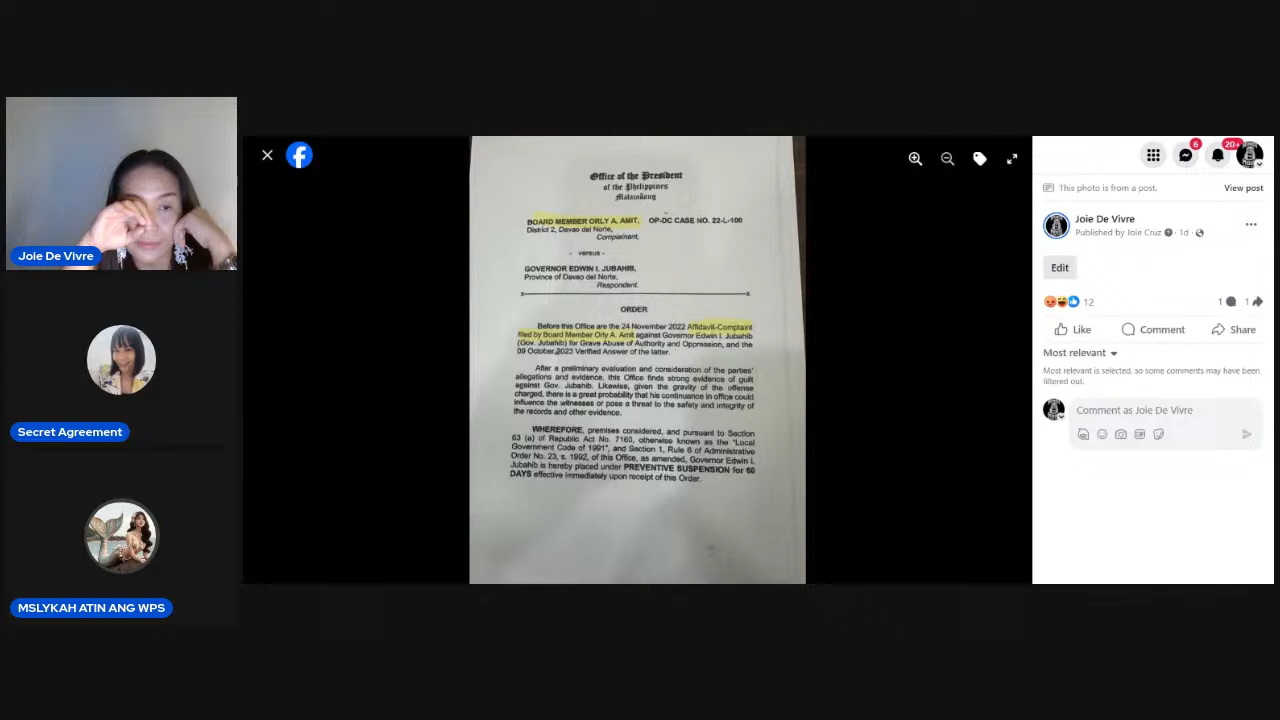 Joie De Vivre
Secret Agreement
MSLYKAH ATIN ANG WPS
Office of the President
of the Philippines
Malacañang
BOARD MEMBER ORLY A. AMIT, OP-DC CASE NO. 22-L-100
District 2, Davao del Norte,
Complainant,
- versus -
GOVERNOR EDWIN I. JUBAHIB,
Province of Davao del Norte,
Respondent.
x---x
ORDER
Before this Office are the 24 November 2022 Affidavit-Complaint
filed by Board Member Orly A. Amit against Governor Edwin I. Jubahib
(Gov. Jubahib) for Grave Abuse of Authority and Oppression, and the
09 October,2023 Verified Answer of the latter.
After a preliminary evaluation and consideration of the parties'
allegations and evidence, this Office finds strong evidence of guilt
against Gov. Jubahib. Likewise, given the gravity of the offense
charged, there is a great probability that his continuance in office could
influence the witnesses or pose a threat to the safety and integrity of
the records and other evidence.
WHEREFORE, premises considered, and pursuant to Section
63 (a) of Republic Act No. 7160, otherwise known as the "Local
Government Code of 1991", and Section 1, Rule 6 of Administrative
Order No. 23, s. 1992, of this Office, as amended, Governor Edwin I.
Jubahib is hereby placed under PREVENTIVE SUSPENSION for 60
DAYS effective immediately upon receipt of this Order.
6
20+
This photo is from a post.
View post
Joie De Vivre
Published by Joie Cruz · 1d ·
Edit
12
1
1
Like
Comment
Share
Most relevant
Most relevant is selected, so some comments may have been
filtered out.
Comment as Joie De Vivre
GIF